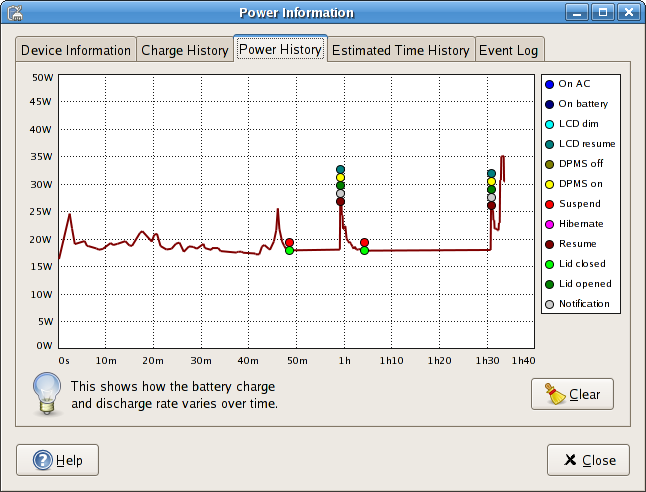 Power Information
Device Information
Charge History
Power History
Estimated Time History
Event Log
50W
45W
40W
35W
30W
25W
20W
15W
10W
5W
0W
0s
10m
20m
30m
40m
50m
1h
1h10
1h20
1h30
1h40
On AC
On battery
LCD dim
LCD resume
DPMS off
DPMS on
Suspend
Hibernate
Resume
Lid closed
Lid opened
Notification
This shows how the battery charge
and discharge rate varies over time.
Clear
Help
Close